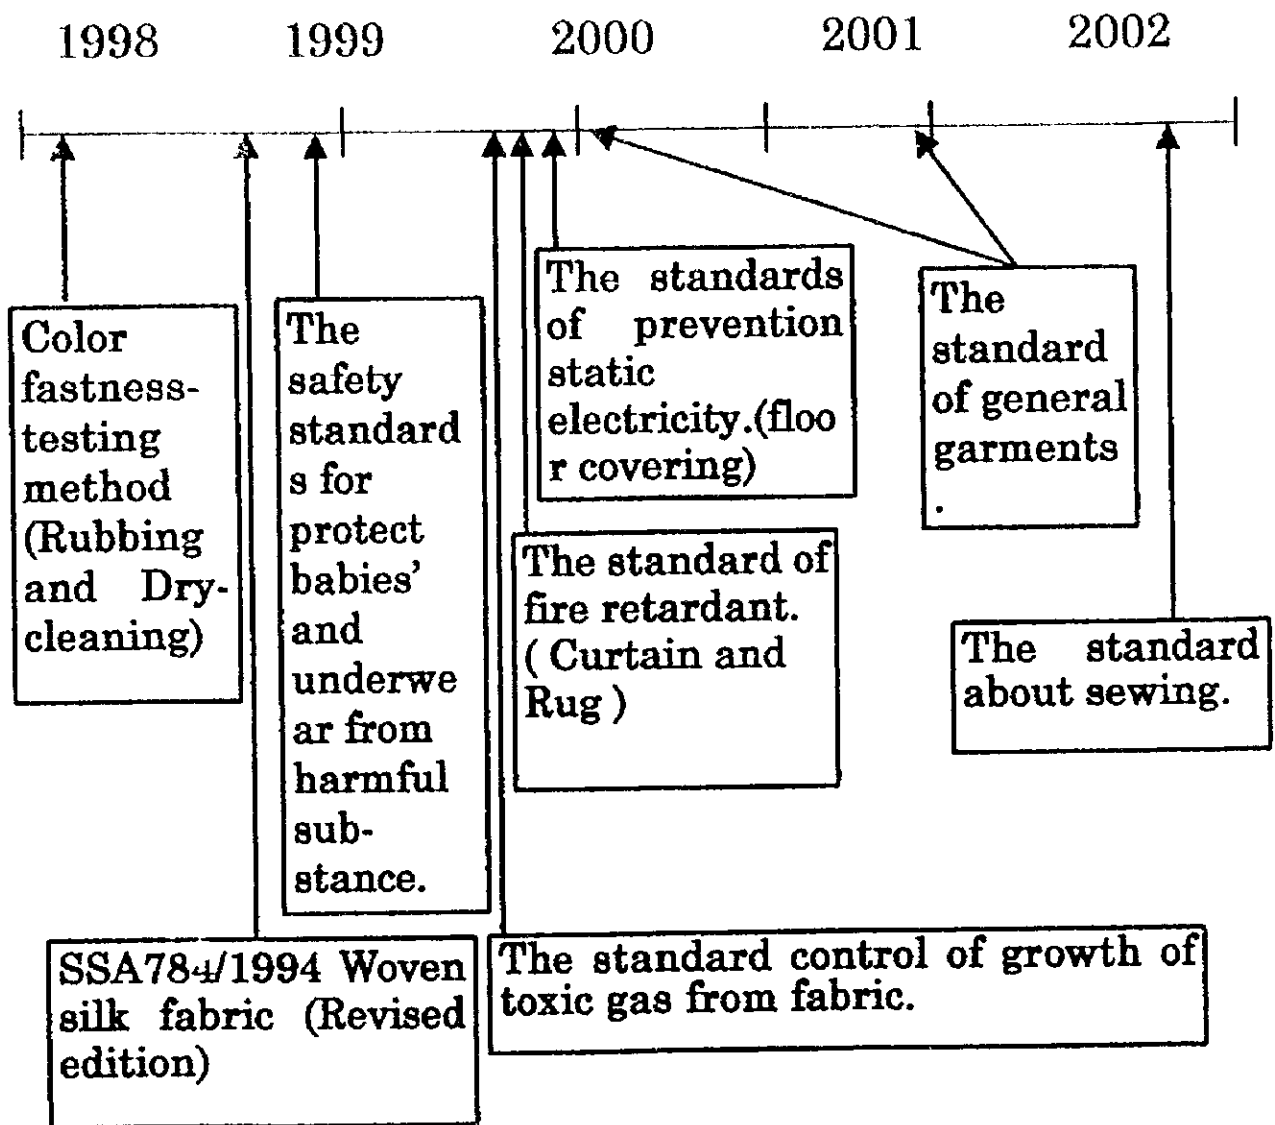 1998 1999 2000 2001 2002
Color
fastness-
testing
method
(Rubbing
and Dry-
cleaning)
The
safety
standard
s for
protect
babies’
and
underwe
ar from
harmful
sub-
stance.
The standards
of prevention
static
electricity.(floo
r covering)
The
standard
of general
garments
.
The standard of
fire retardant.
( Curtain and
Rug )
The standard
about sewing.
SSA784/1994 Woven
silk fabric (Revised
edition)
The standard control of growth of
toxic gas from fabric.